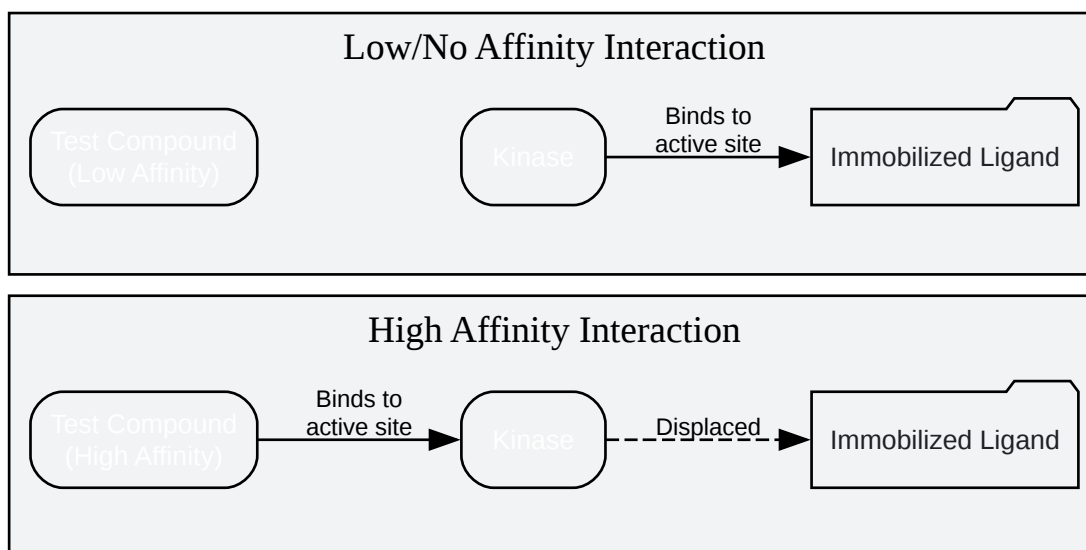 Low/No Affinity Interaction
Test Compound
(Low Affinity)
Kinase
Binds to
active site
Immobilized Ligand
High Affinity Interaction
Test Compound
(High Affinity)
Binds to
active site
Kinase
Displaced
Immobilized Ligand